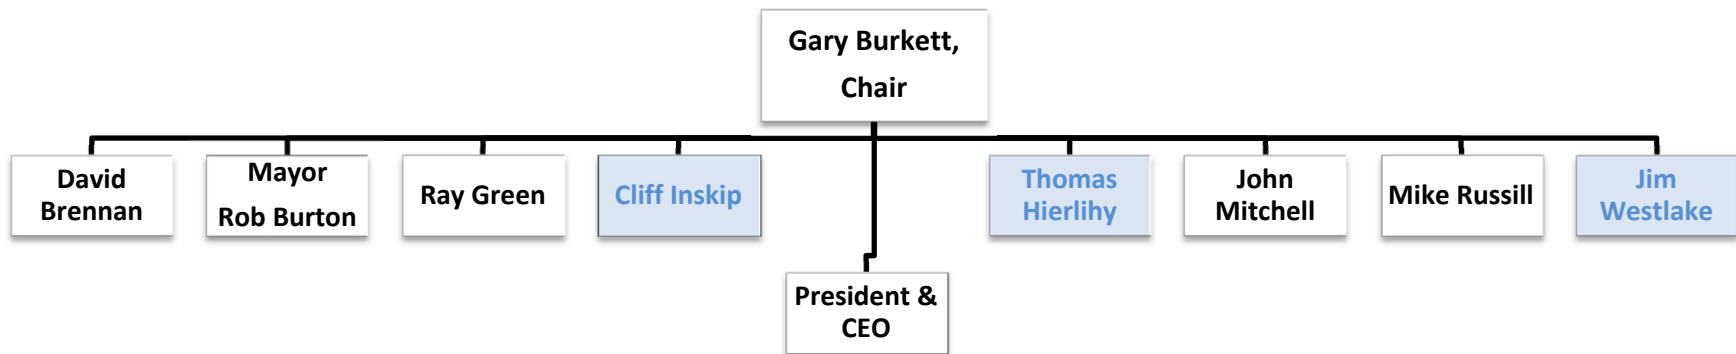 Gary Burkett,
Chair
David
Brennan
Mayor
Rob Burton
Ray Green
Cliff Inskip
Thomas
Hierlihy
John
Mitchell
Mike Russill
Jim
Westlake
President &
CEO